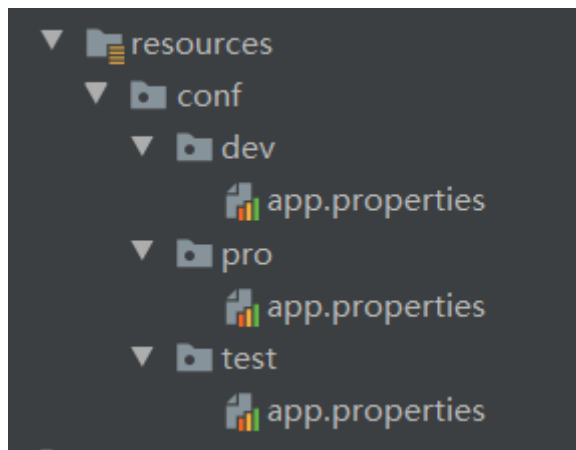 resources
conf
dev
app.properties
pro
app.properties
test
app.properties